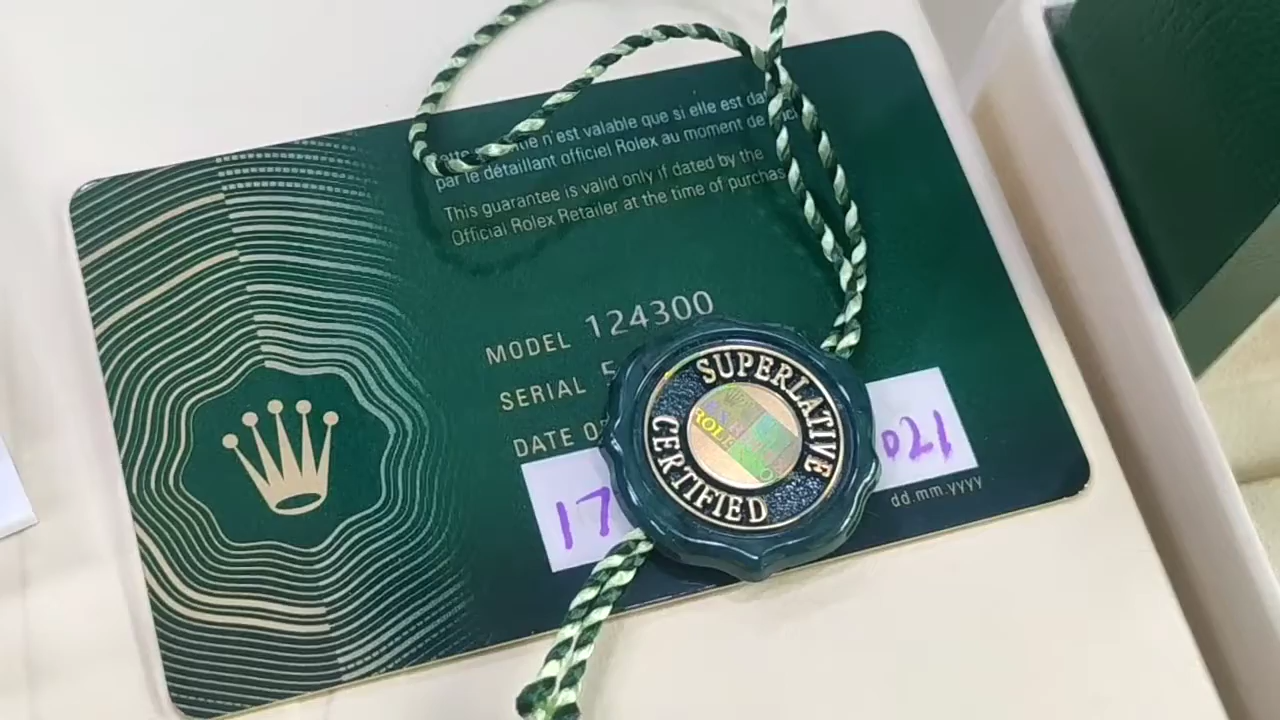 n'est valable que si elle est
par le détaillant officiel Rolex au moment de
This guarantee is valid only if dated by the
Official Rolex Retailer at the time of
MODEL 124300
SERIAL
DATE
17
021
dd.mm.yyyy
SUPERLATIVE
CERTIFIED